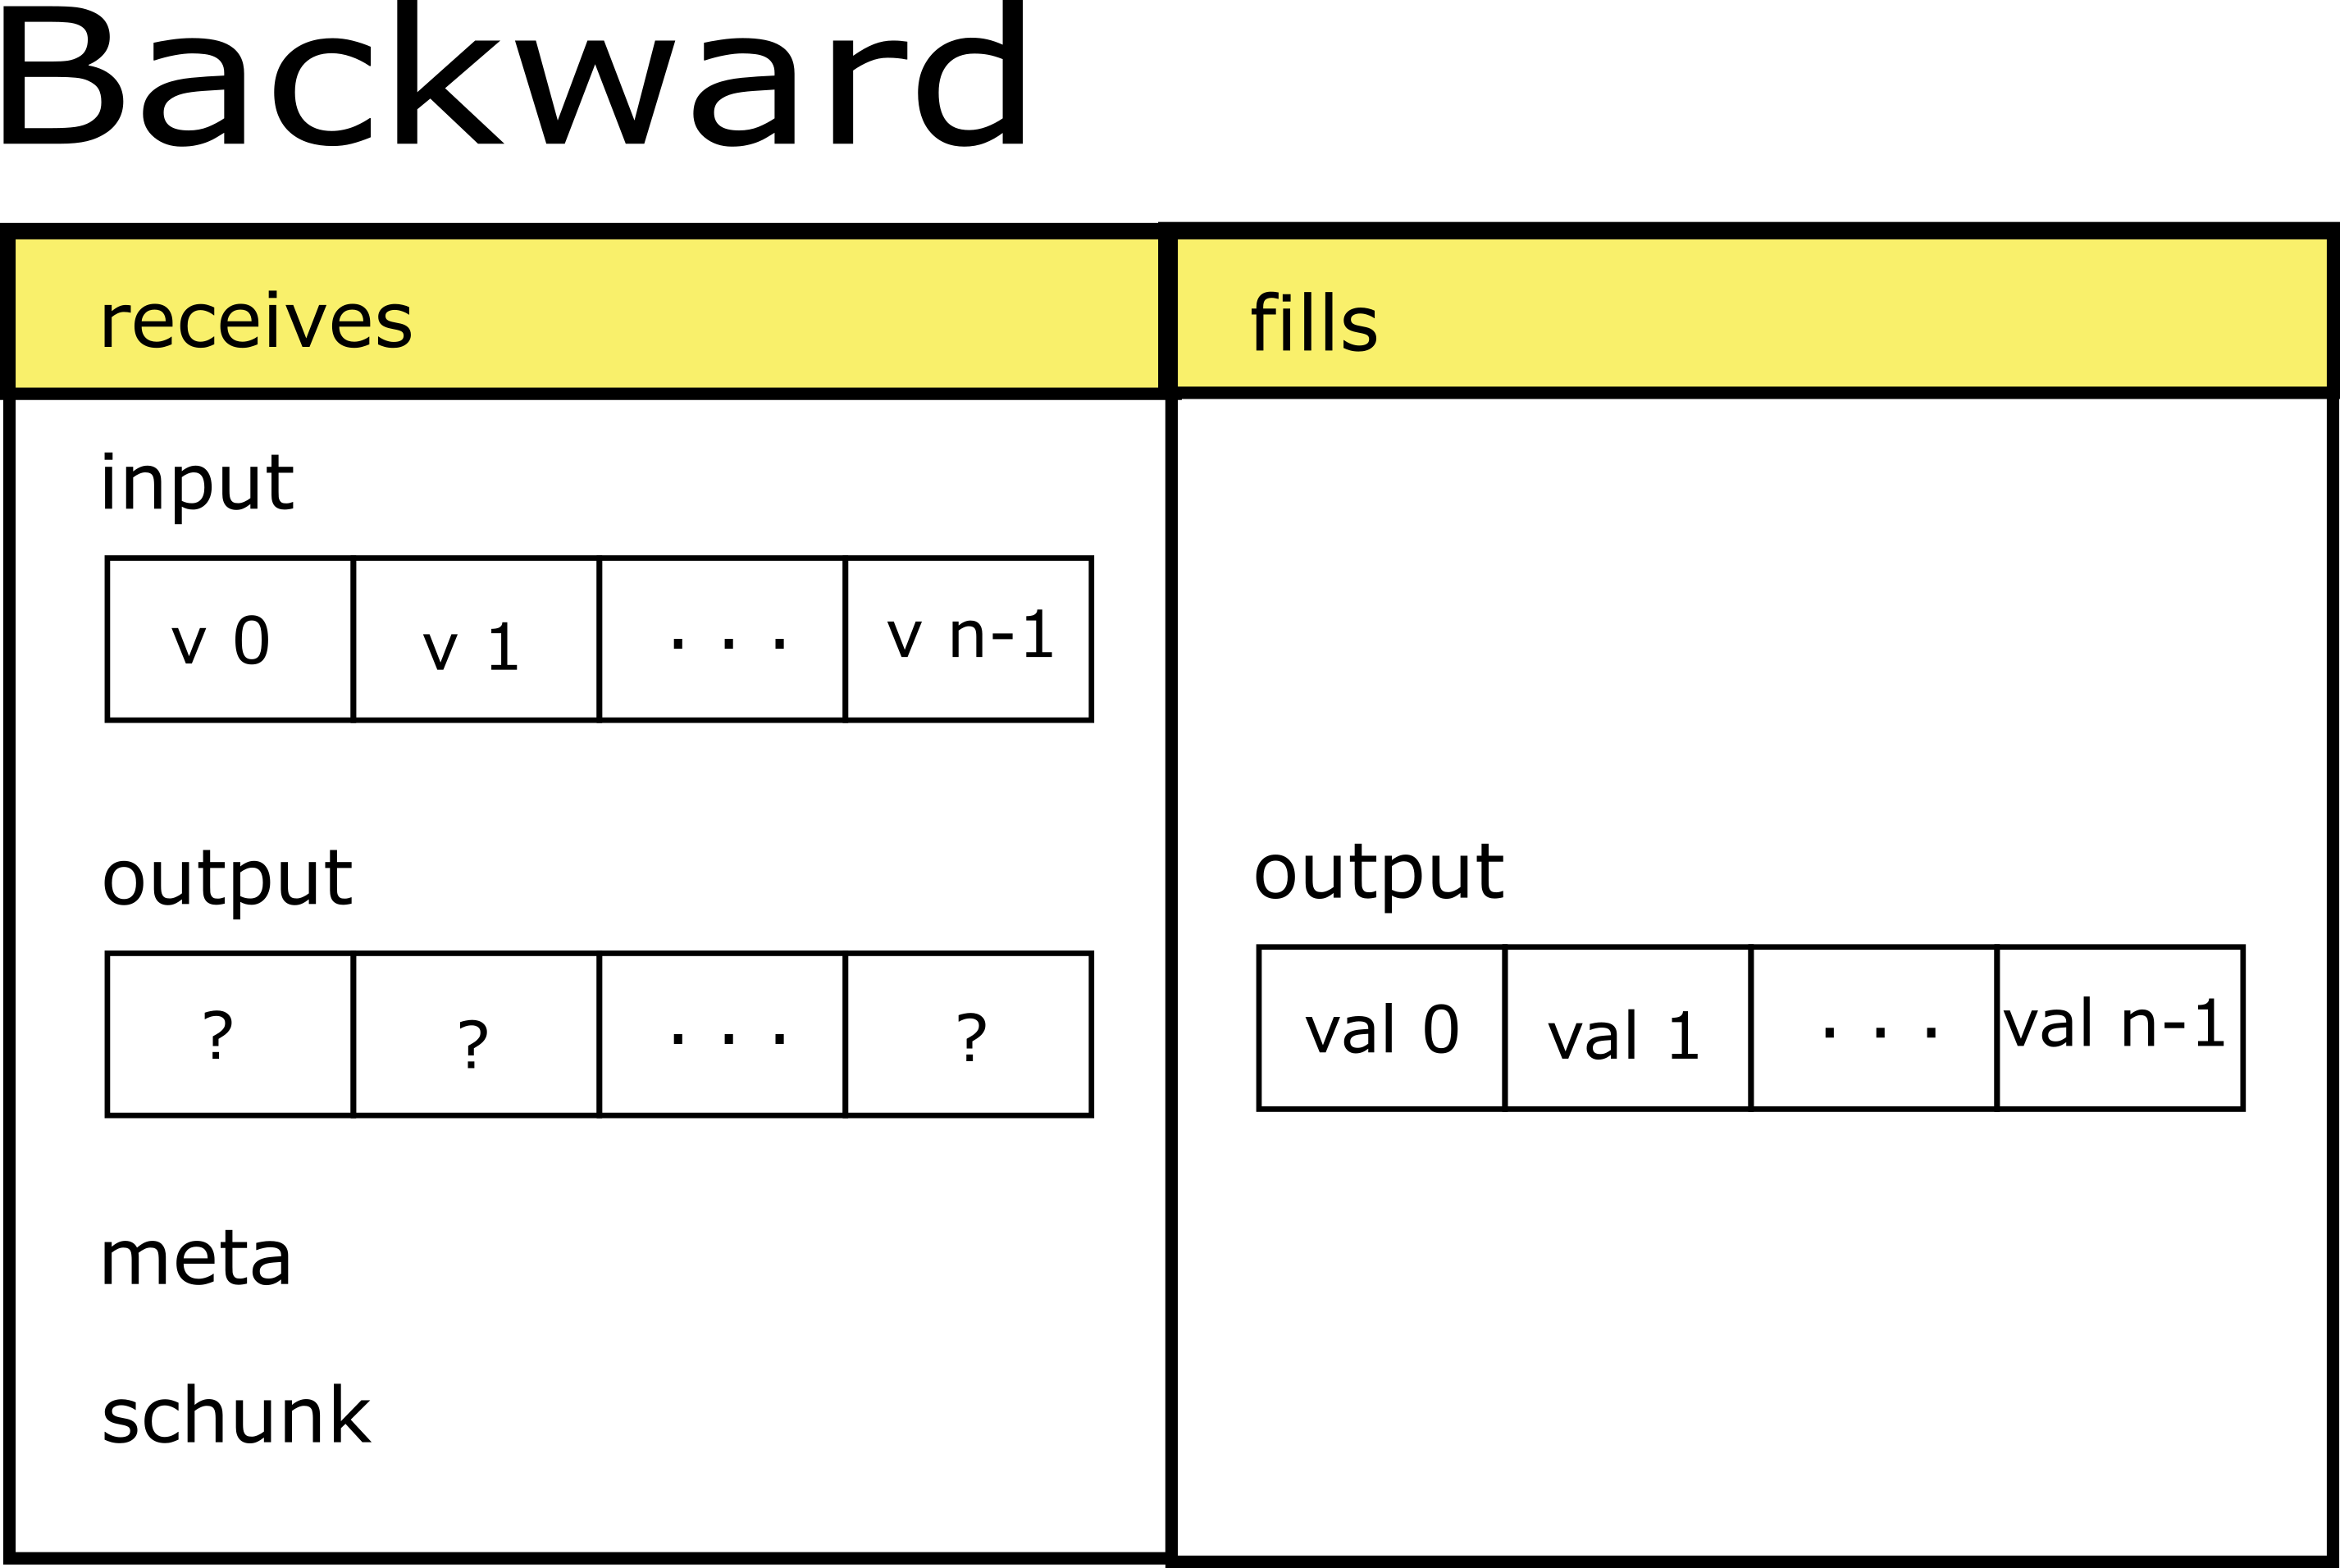 Backward
receives
fills
input
v 0
v 1
. . .
v n-1
output
?
?
. . .
?
output
val 0
val 1
. . .
val n-1
meta
schunk